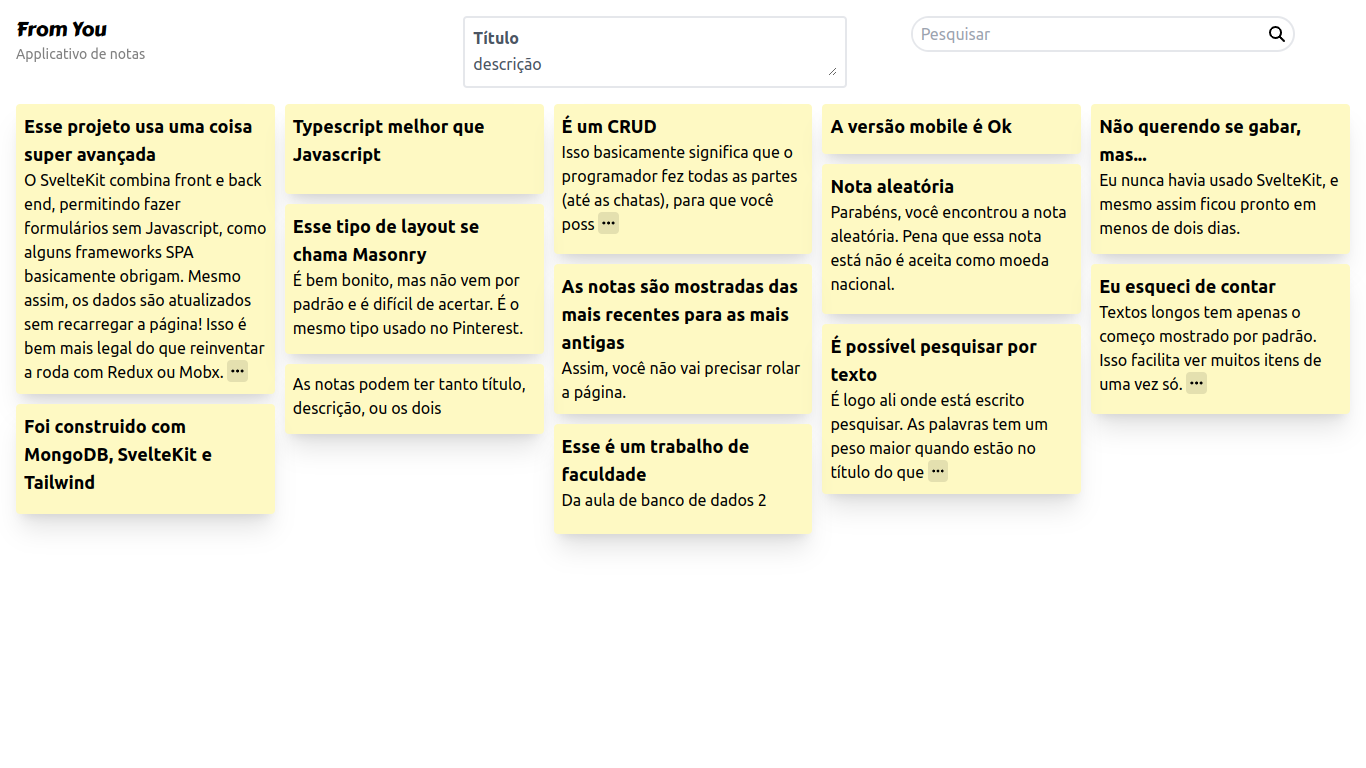 From You
Applicativo de notas
Título
descrição
Pesquisar
Esse projeto usa uma coisa
super avançada
O SvelteKit combina front e back
end, permitindo fazer
formulários sem Javascript, como
alguns frameworks SPA
basicamente obrigam. Mesmo
assim, os dados são atualizados
sem recarregar a página! Isso é
bem mais legal do que reinventar
a roda com Redux ou Mobx. •••
Foi construido com
MongoDB, SvelteKit e
Tailwind
Typescript melhor que
Javascript
Esse tipo de layout se
chama Masonry
É bem bonito, mas não vem por
padrão e é difícil de acertar. É o
mesmo tipo usado no Pinterest.
As notas podem ter tanto título,
descrição, ou os dois
É um CRUD
Isso basicamente significa que o
programador fez todas as partes
(até as chatas), para que você
poss •••
As notas são mostradas das
mais recentes para as mais
antigas
Assim, você não vai precisar rolar
a página.
Esse é um trabalho de
faculdade
Da aula de banco de dados 2
A versão mobile é Ok
Nota aleatória
Parabéns, você encontrou a nota
aleatória. Pena que essa nota
está não é aceita como moeda
nacional.
É possível pesquisar por
texto
É logo ali onde está escrito
pesquisar. As palavras tem um
peso maior quando estão no
título do que •••
Não querendo se gabar,
mas...
Eu nunca havia usado SvelteKit, e
mesmo assim ficou pronto em
menos de dois dias.
Eu esqueci de contar
Textos longos tem apenas o
começo mostrado por padrão.
Isso facilita ver muitos itens de
uma vez só. •••